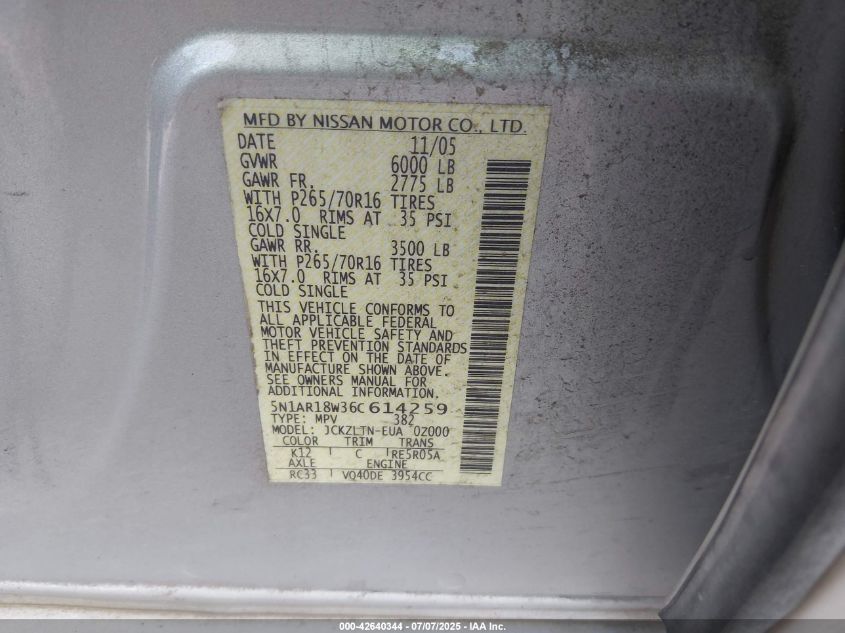 MFD BY NISSAN MOTOR CO., LTD.
DATE 11/05
GVWR 6000 LB
GAWR FR. 2775 LB
WITH P265/70R16 TIRES
16X7.0 RIMS AT 35 PSI
COLD SINGLE
GAWR RR. 3500 LB
WITH P265/70R16 TIRES
16X7.0 RIMS AT 35 PSI
COLD SINGLE
THIS VEHICLE CONFORMS TO
ALL APPLICABLE FEDERAL
MOTOR VEHICLE SAFETY AND
THEFT PREVENTION STANDARDS
IN EFFECT ON THE DATE OF
MANUFACTURE SHOWN ABOVE.
SEE OWNERS MANUAL FOR
ADDITIONAL INFORMATION.
5N1AR18W36C614259
TYPE: MPV 382
MODEL: JCKZLTN-EUA 0Z000
COLOR TRIM TRANS
K12 C RE5R05A
AXLE ENGINE
RC33 VQ40DE 3954CC
000-42640344 / 07/07/2025 - IAA Inc.